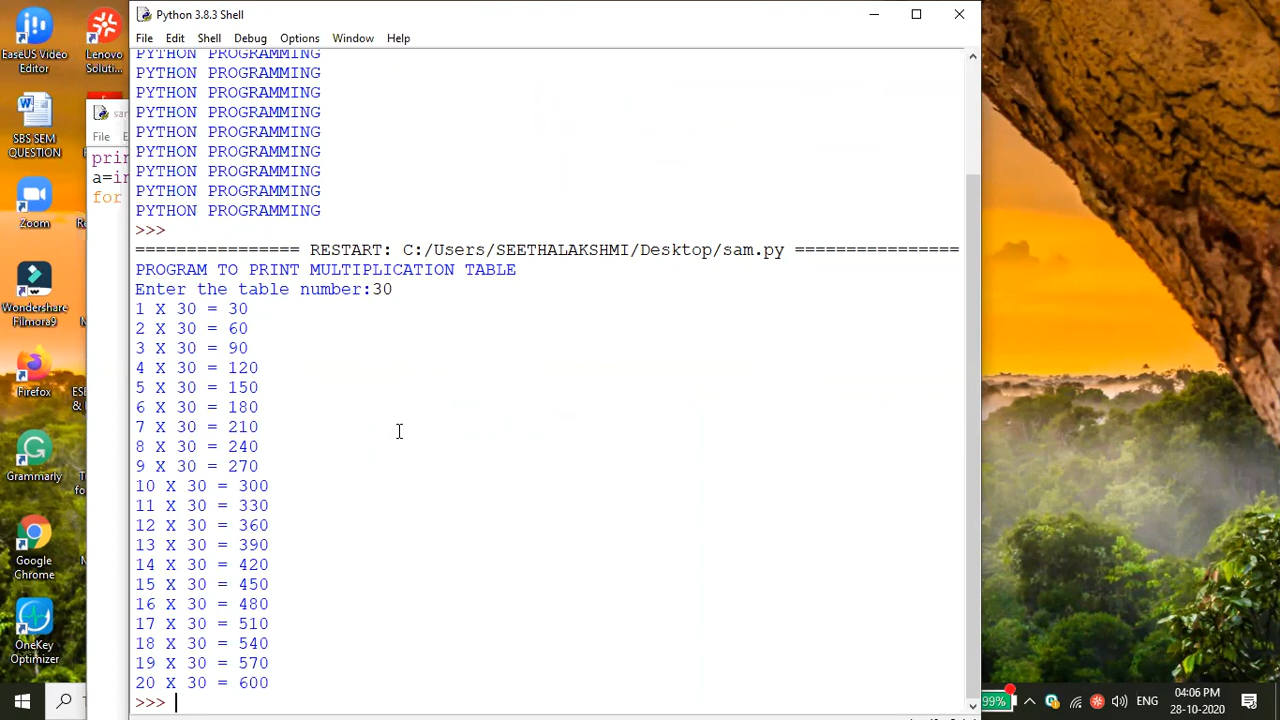 Python 3.8.3 Shell
File Edit Shell Debug Options Window Help
PYTHON PROGRAMMING
PYTHON PROGRAMMING
PYTHON PROGRAMMING
PYTHON PROGRAMMING
PYTHON PROGRAMMING
PYTHON PROGRAMMING
PYTHON PROGRAMMING
PYTHON PROGRAMMING
PYTHON PROGRAMMING
>>>
================ RESTART: C:/Users/SEETHALAKSHMI/Desktop/sam.py ================
PROGRAM TO PRINT MULTIPLICATION TABLE
Enter the table number:30
1 X 30 = 30
2 X 30 = 60
3 X 30 = 90
4 X 30 = 120
5 X 30 = 150
6 X 30 = 180
7 X 30 = 210
8 X 30 = 240
9 X 30 = 270
10 X 30 = 300
11 X 30 = 330
12 X 30 = 360
13 X 30 = 390
14 X 30 = 420
15 X 30 = 450
16 X 30 = 480
17 X 30 = 510
18 X 30 = 540
19 X 30 = 570
20 X 30 = 600
>>>
EaseUS Video
Editor
Lenovo
Soluti...
SBS SEM
QUESTION
Zoom
Wondershare
Filmora9
Firefox
Grammarly
Google
Chrome
OneKey
Optimizer
File
a=in
for
99%
ENG
04:06 PM
28-10-2020